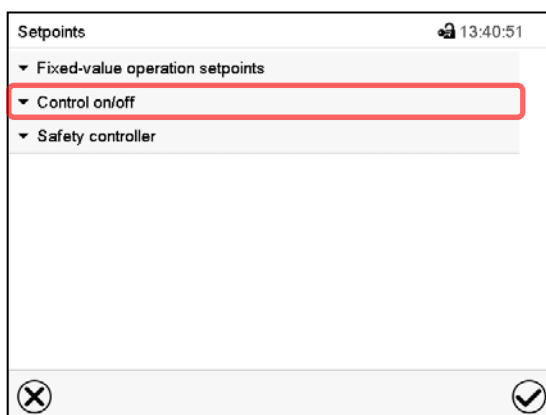 Setpoints 13:40:51
Fixed-value operation setpoints
Control on/off
Safety controller